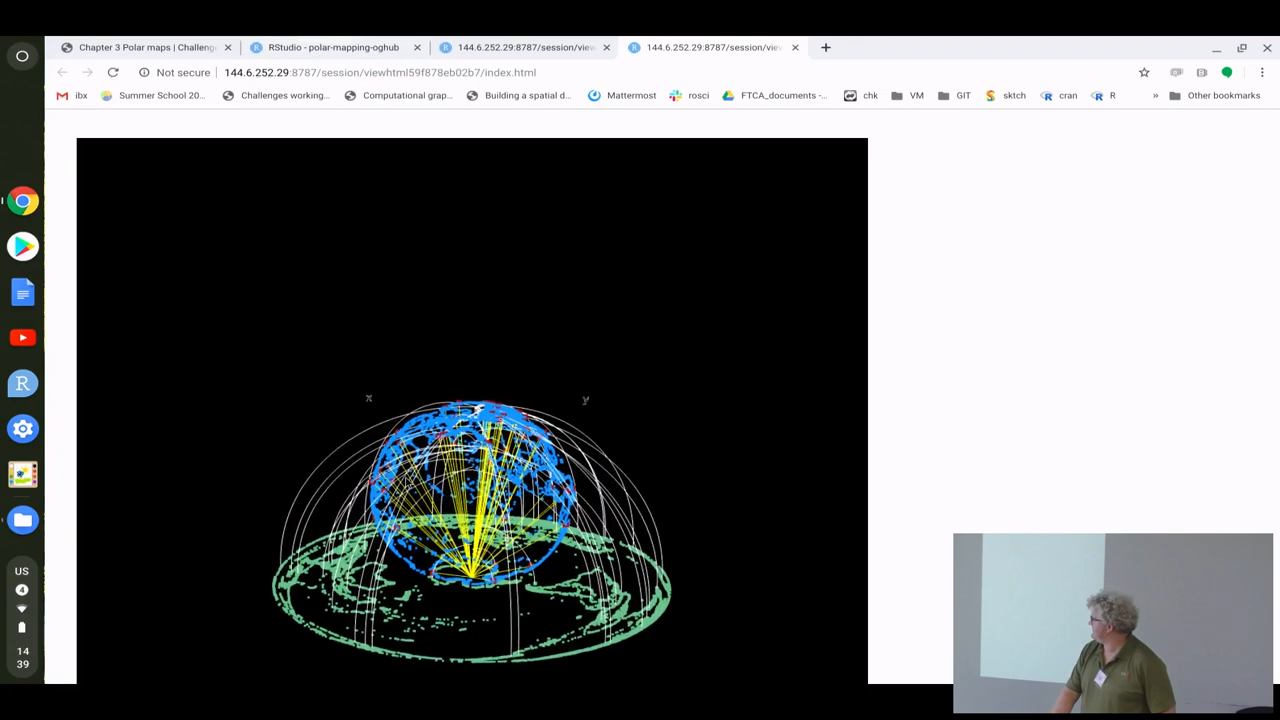 Chapter 3 Polar maps | Challeng
RStudio - polar-mapping-oghub
144.6.252.29:8787/session/view
144.6.252.29:8787/session/view
Not secure
144.6.252.29:8787/session/viewhtml59f878eb02b7/index.html
ibx
Summer School 20...
Challenges working...
Computational grap...
Building a spatial d...
Mattermost
rosci
FTCA_documents -...
chk
VM
GIT
sktch
cran
R
»
Other bookmarks
x
y
R
US
4
14
39